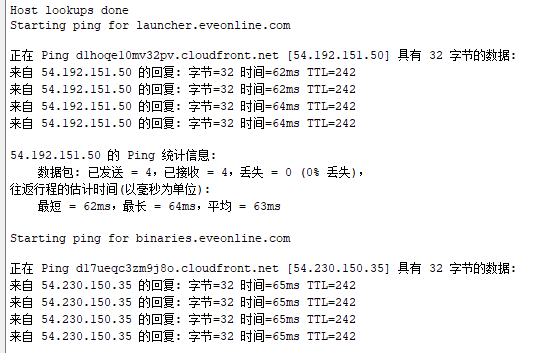 Host lookups done
Starting ping for launcher.eveonline.com
正在 Ping d1hoqe10mv32pv.cloudfront.net [54.192.151.50] 具有 32 字节的数据:
来自 54.192.151.50 的回复: 字节=32 时间=62ms TTL=242
来自 54.192.151.50 的回复: 字节=32 时间=62ms TTL=242
来自 54.192.151.50 的回复: 字节=32 时间=64ms TTL=242
来自 54.192.151.50 的回复: 字节=32 时间=64ms TTL=242
54.192.151.50 的 Ping 统计信息:
数据包: 已发送 = 4，已接收 = 4，丢失 = 0 (0% 丢失)，
往返行程的估计时间(以毫秒为单位):
最短 = 62ms，最长 = 64ms，平均 = 63ms
Starting ping for binaries.eveonline.com
正在 Ping d17ueqc3zm9j8o.cloudfront.net [54.230.150.35] 具有 32 字节的数据:
来自 54.230.150.35 的回复: 字节=32 时间=65ms TTL=242
来自 54.230.150.35 的回复: 字节=32 时间=65ms TTL=242
来自 54.230.150.35 的回复: 字节=32 时间=65ms TTL=242
来自 54.230.150.35 的回复: 字节=32 时间=65ms TTL=242